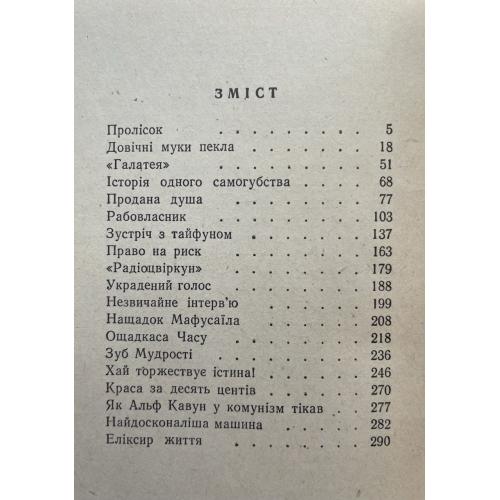 ЗМІСТ
Пролісок . . . . . . . . 5
Довічні муки пекла . . . . . . 18
«Галатея» . . . . . . . . 51
Історія одного самогубства . . . . 68
Продана душа . . . . . . . 77
Рабовласник . . . . . . . 103
Зустріч з тайфуном . . . . . . 137
Право на риск . . . . . . . 163
«Радіоцвіркун» . . . . . . . 179
Украдений голос . . . . . . 188
Незвичайне інтерв'ю . . . . . 199
Нащадок Мафусаїла . . . . . 208
Ощадкаса Часу . . . . . . . 218
Зуб Мудрості . . . . . . . 236
Хай торжествує істина! . . . . . 246
Краса за десять центів . . . . . 270
Як Альф Кавун у комунізм тікав . . 277
Найдосконаліша машина . . . . 282
Еліксир життя . . . . . . . 290